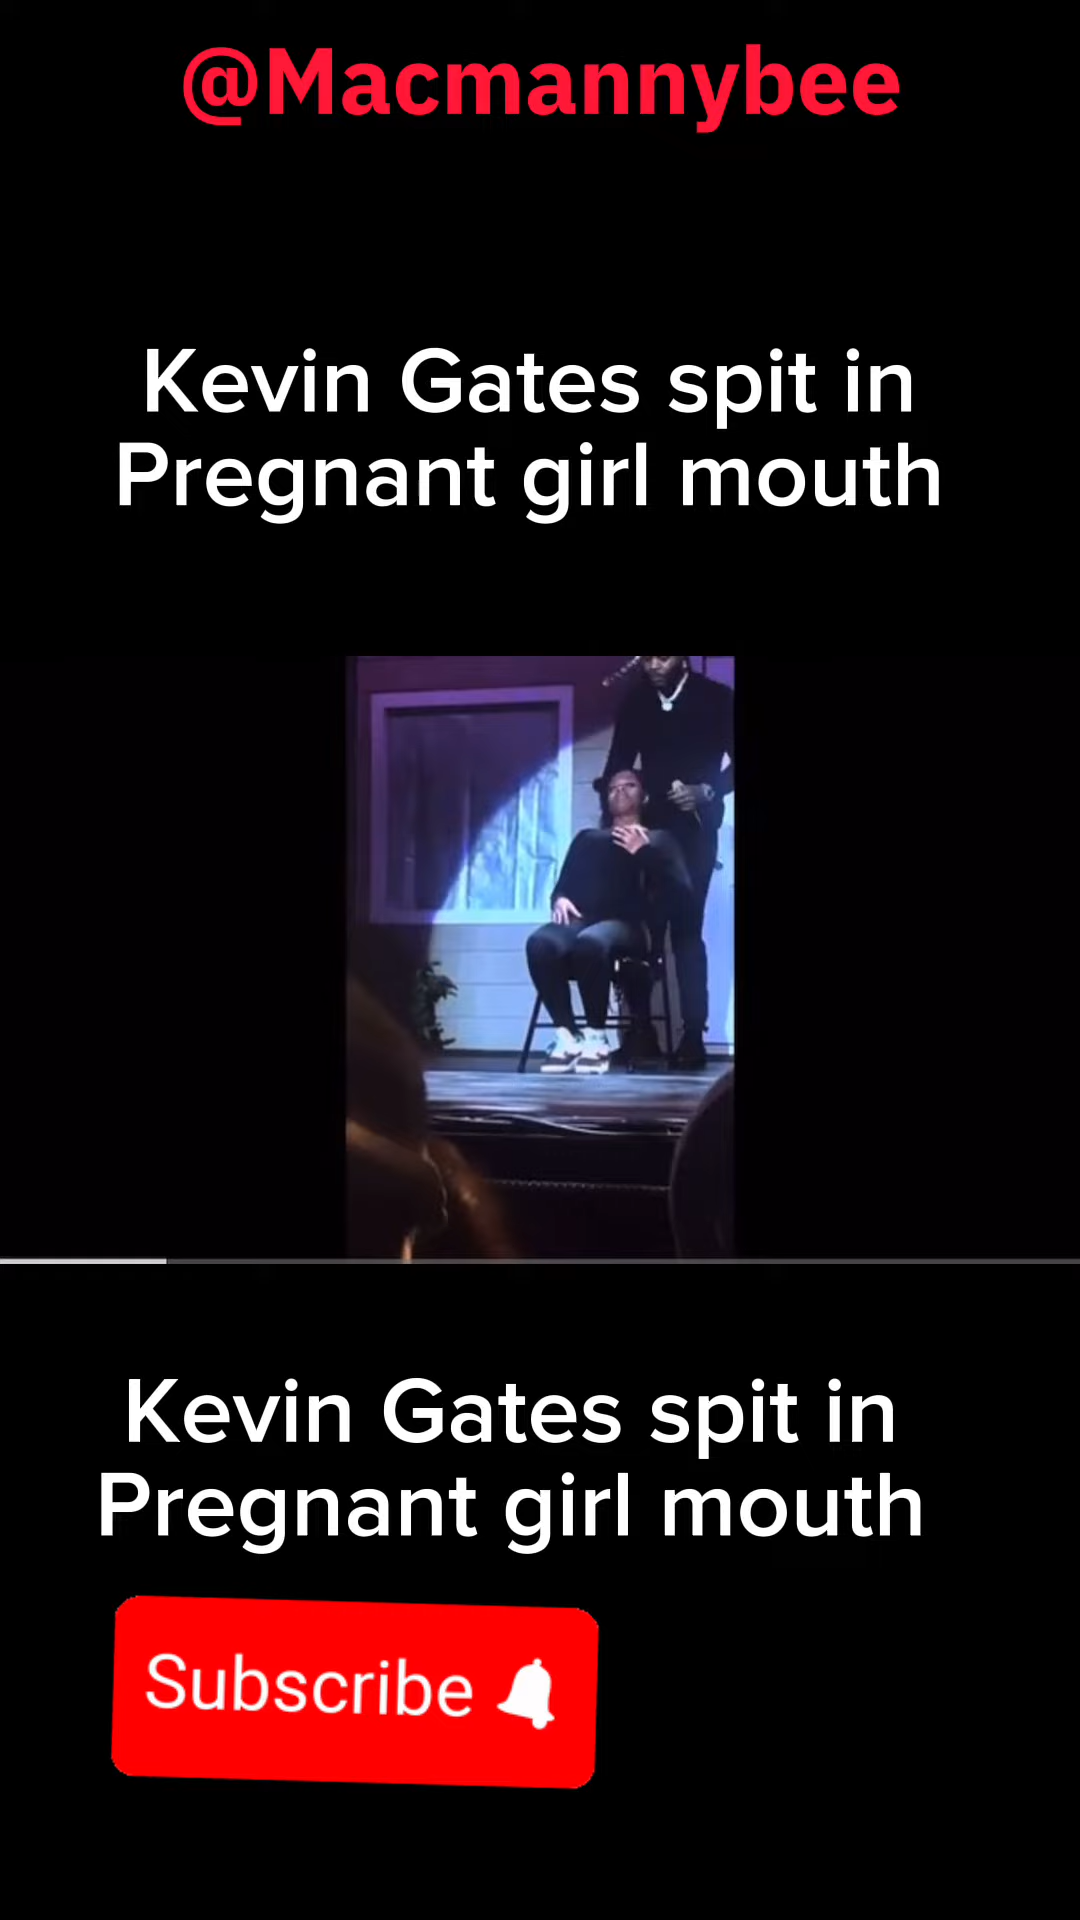 @Macmannybee
Kevin Gates spit in
Pregnant girl mouth
Kevin Gates spit in
Pregnant girl mouth
Subscribe